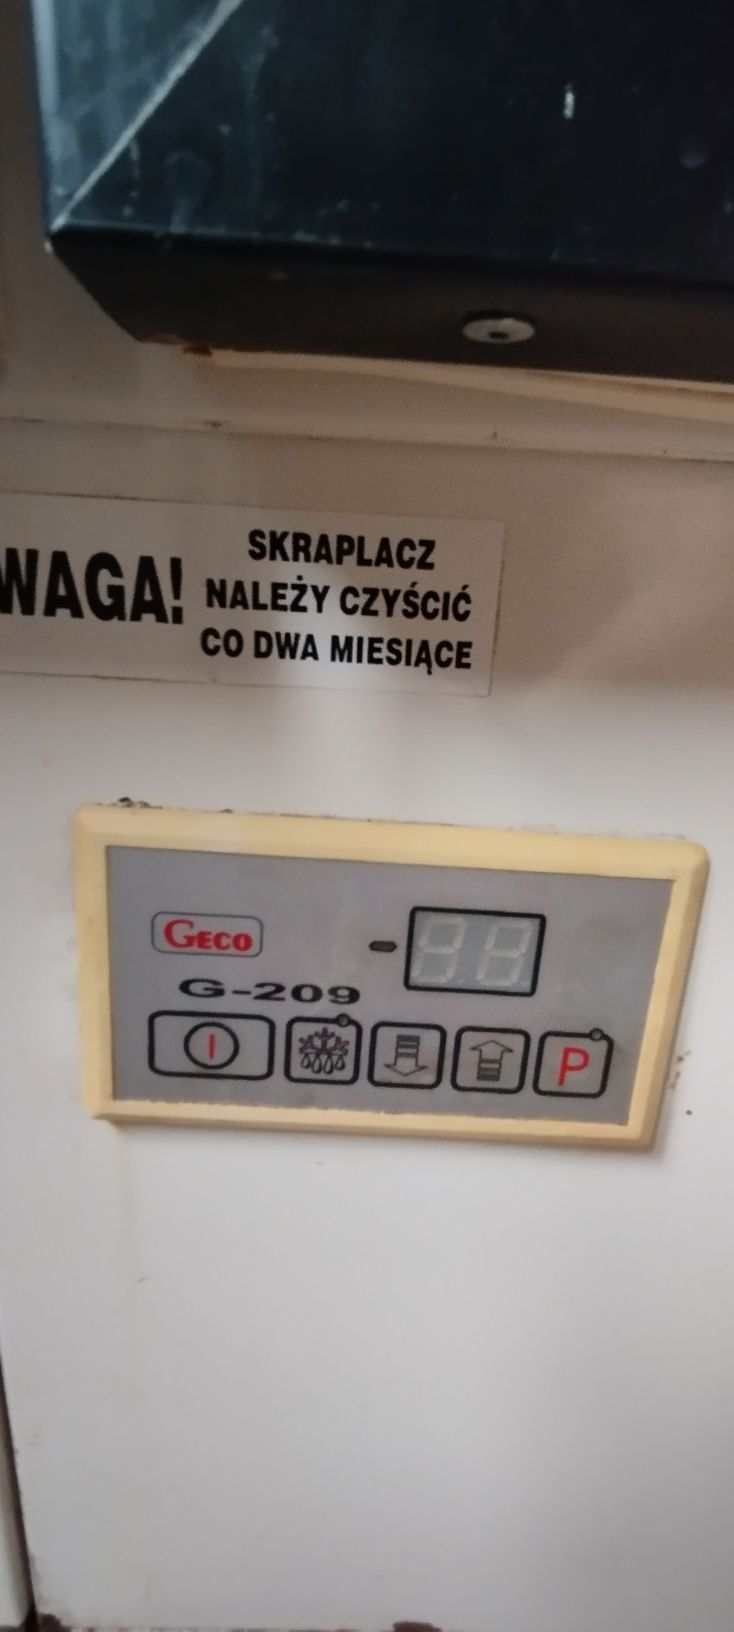 WAGA!
SKRAPLACZ
NALEŻY CZYŚCIĆ
CO DWA MIESIĄCE
GECO
G-209
P